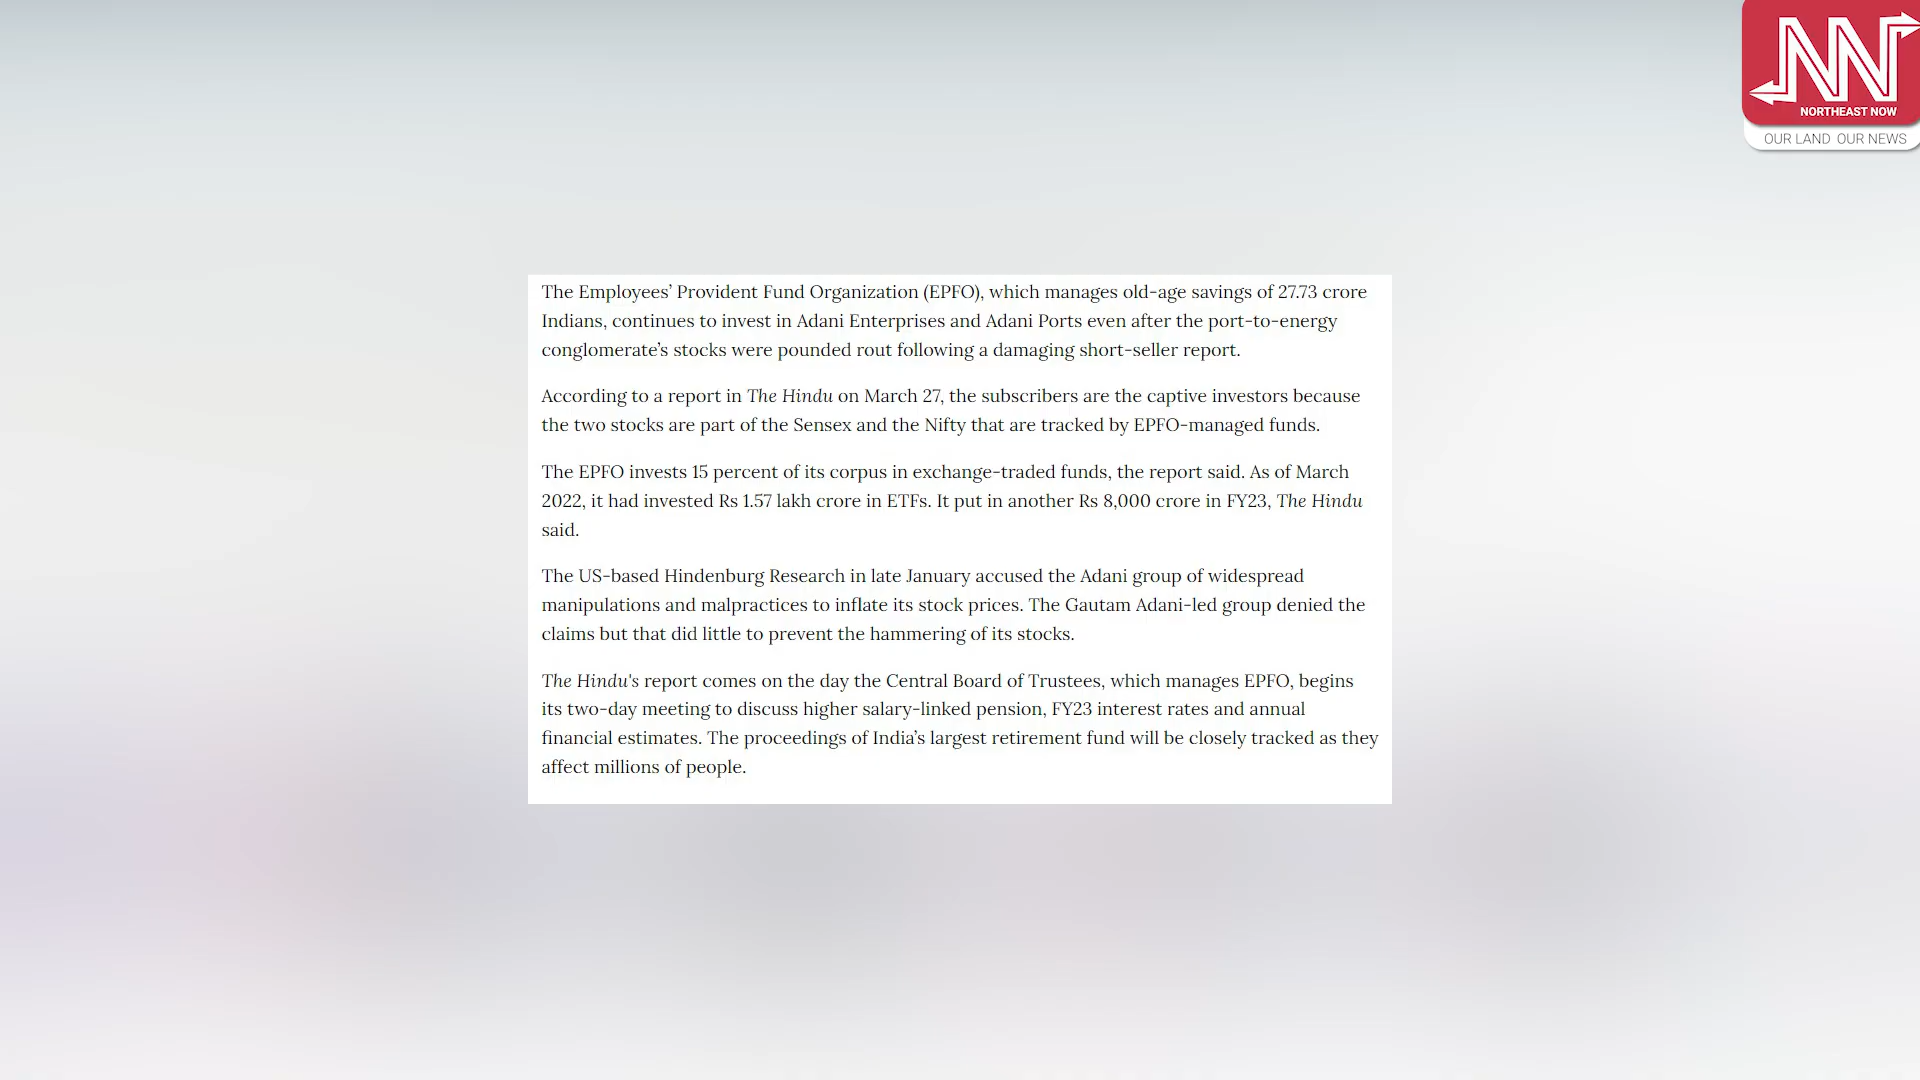 NN
NORTHEAST NOW
OUR LAND OUR NEWS
The Employees’ Provident Fund Organization (EPFO), which manages old-age savings of 27.73 crore
Indians, continues to invest in Adani Enterprises and Adani Ports even after the port-to-energy
conglomerate’s stocks were pounded rout following a damaging short-seller report.
According to a report in The Hindu on March 27, the subscribers are the captive investors because
the two stocks are part of the Sensex and the Nifty that are tracked by EPFO-managed funds.
The EPFO invests 15 percent of its corpus in exchange-traded funds, the report said. As of March
2022, it had invested Rs 1.57 lakh crore in ETFs. It put in another Rs 8,000 crore in FY23, The Hindu
said.
The US-based Hindenburg Research in late January accused the Adani group of widespread
manipulations and malpractices to inflate its stock prices. The Gautam Adani-led group denied the
claims but that did little to prevent the hammering of its stocks.
The Hindu's report comes on the day the Central Board of Trustees, which manages EPFO, begins
its two-day meeting to discuss higher salary-linked pension, FY23 interest rates and annual
financial estimates. The proceedings of India’s largest retirement fund will be closely tracked as they
affect millions of people.